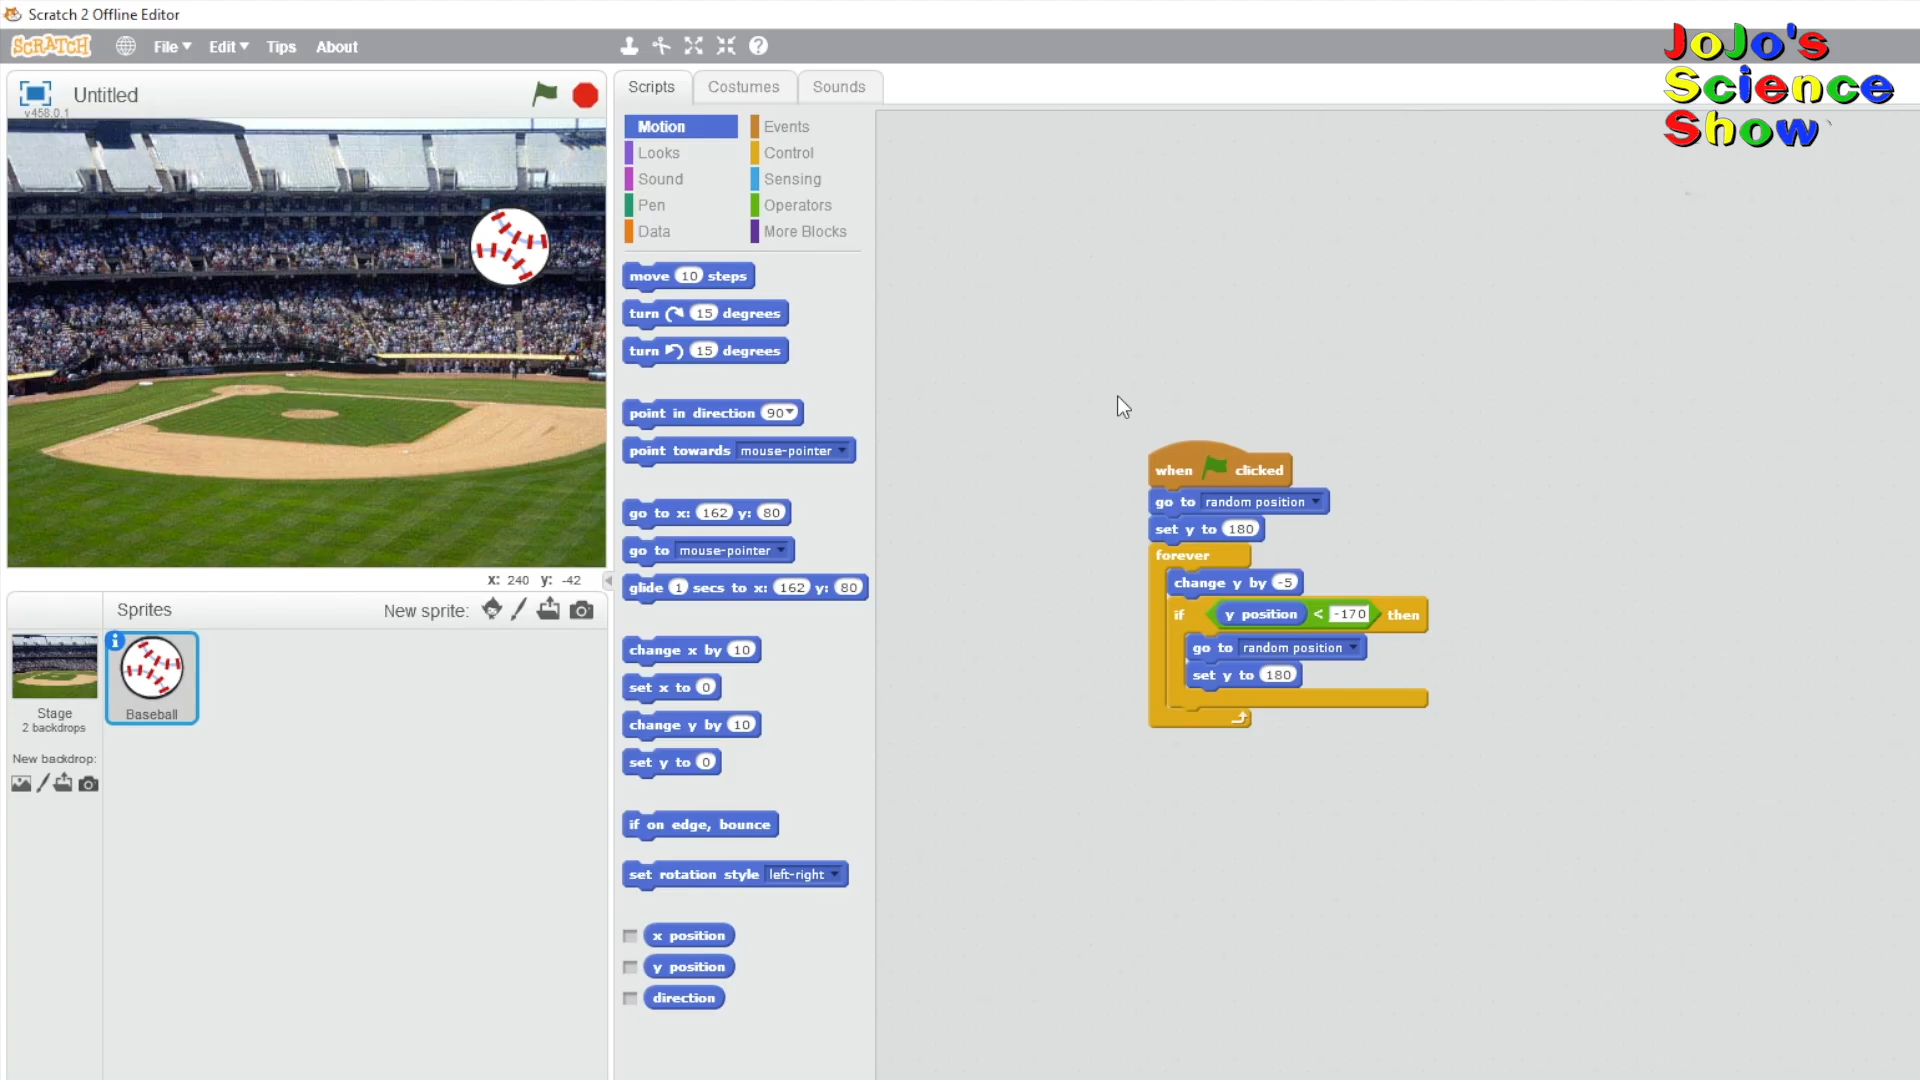 Scratch 2 Offline Editor
SCRATCH
File
Edit
Tips
About
JoJo's
Science
Show
Untitled
v458.0.1
Scripts
Costumes
Sounds
Motion
Events
Looks
Control
Sound
Sensing
Pen
Operators
Data
More Blocks
move 10 steps
turn 15 degrees
turn 15 degrees
point in direction 90
point towards mouse-pointer
go to x: 162 y: 80
go to mouse-pointer
glide 1 secs to x: 162 y: 80
change x by 10
set x to 0
change y by 10
set y to 0
if on edge, bounce
set rotation style left-right
x position
y position
direction
x: 240 y: -42
Sprites
New sprite:
Baseball
Stage
2 backdrops
New backdrop:
when clicked
go to random position
set y to 180
forever
change y by -5
if y position < -170 then
go to random position
set y to 180